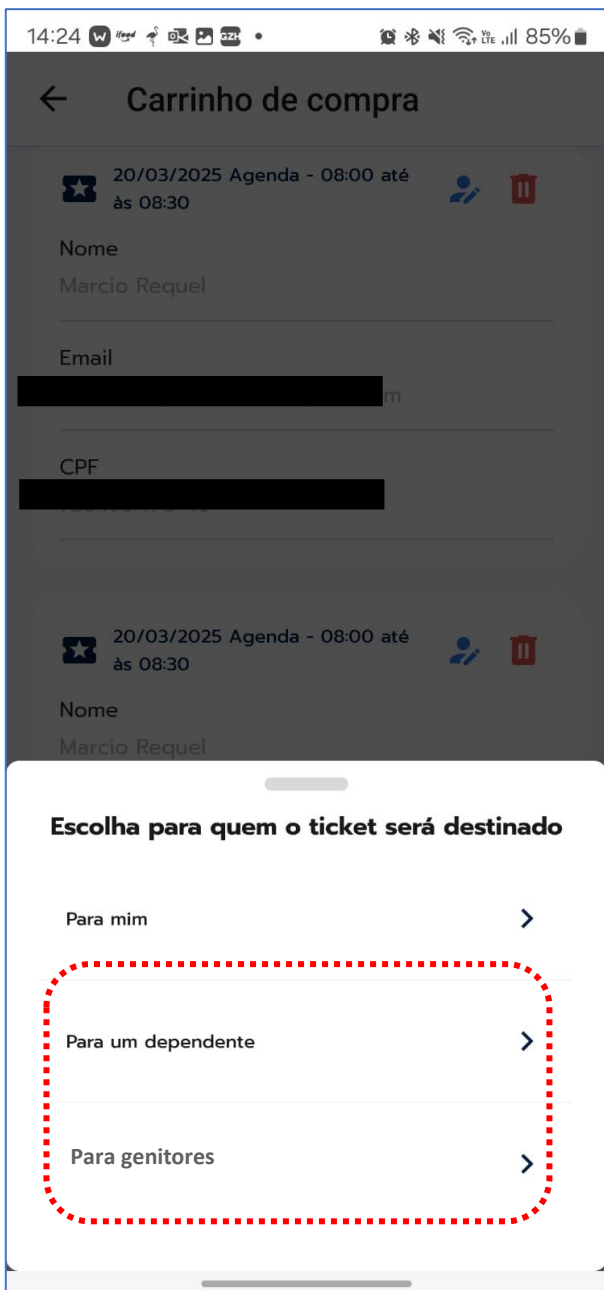 14:24 W ifood GZH 85%
Carrinho de compra
20/03/2025 Agenda - 08:00 até
às 08:30
Nome
Marcio Requel
Email
m
CPF
20/03/2025 Agenda - 08:00 até
às 08:30
Nome
Marcio Requel
Escolha para quem o ticket será destinado
Para mim
Para um dependente
Para genitores